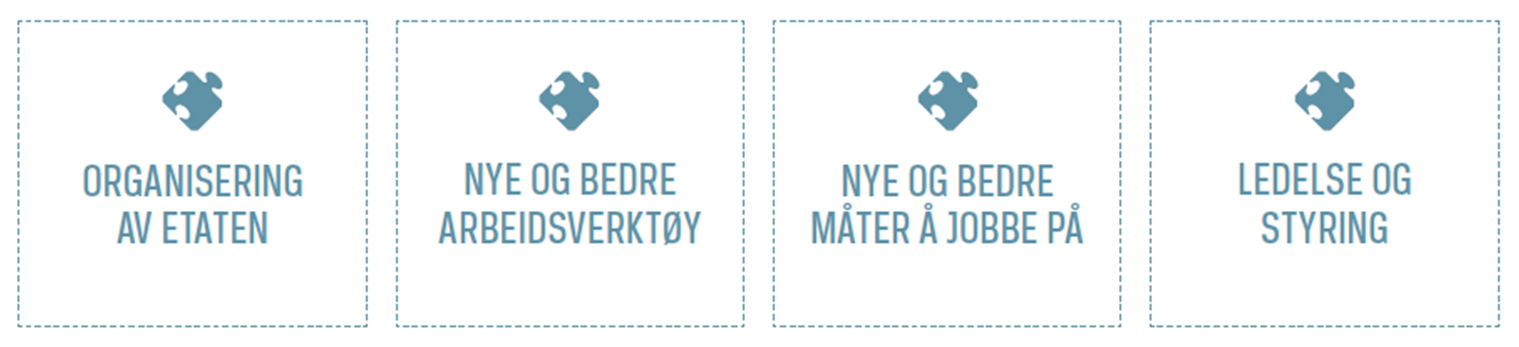 ORGANISERING
AV ETATEN
NYE OG BEDRE
ARBEIDSVERKTØY
NYE OG BEDRE
MÅTER Å JOBBE PÅ
LEDELSE OG
STYRING